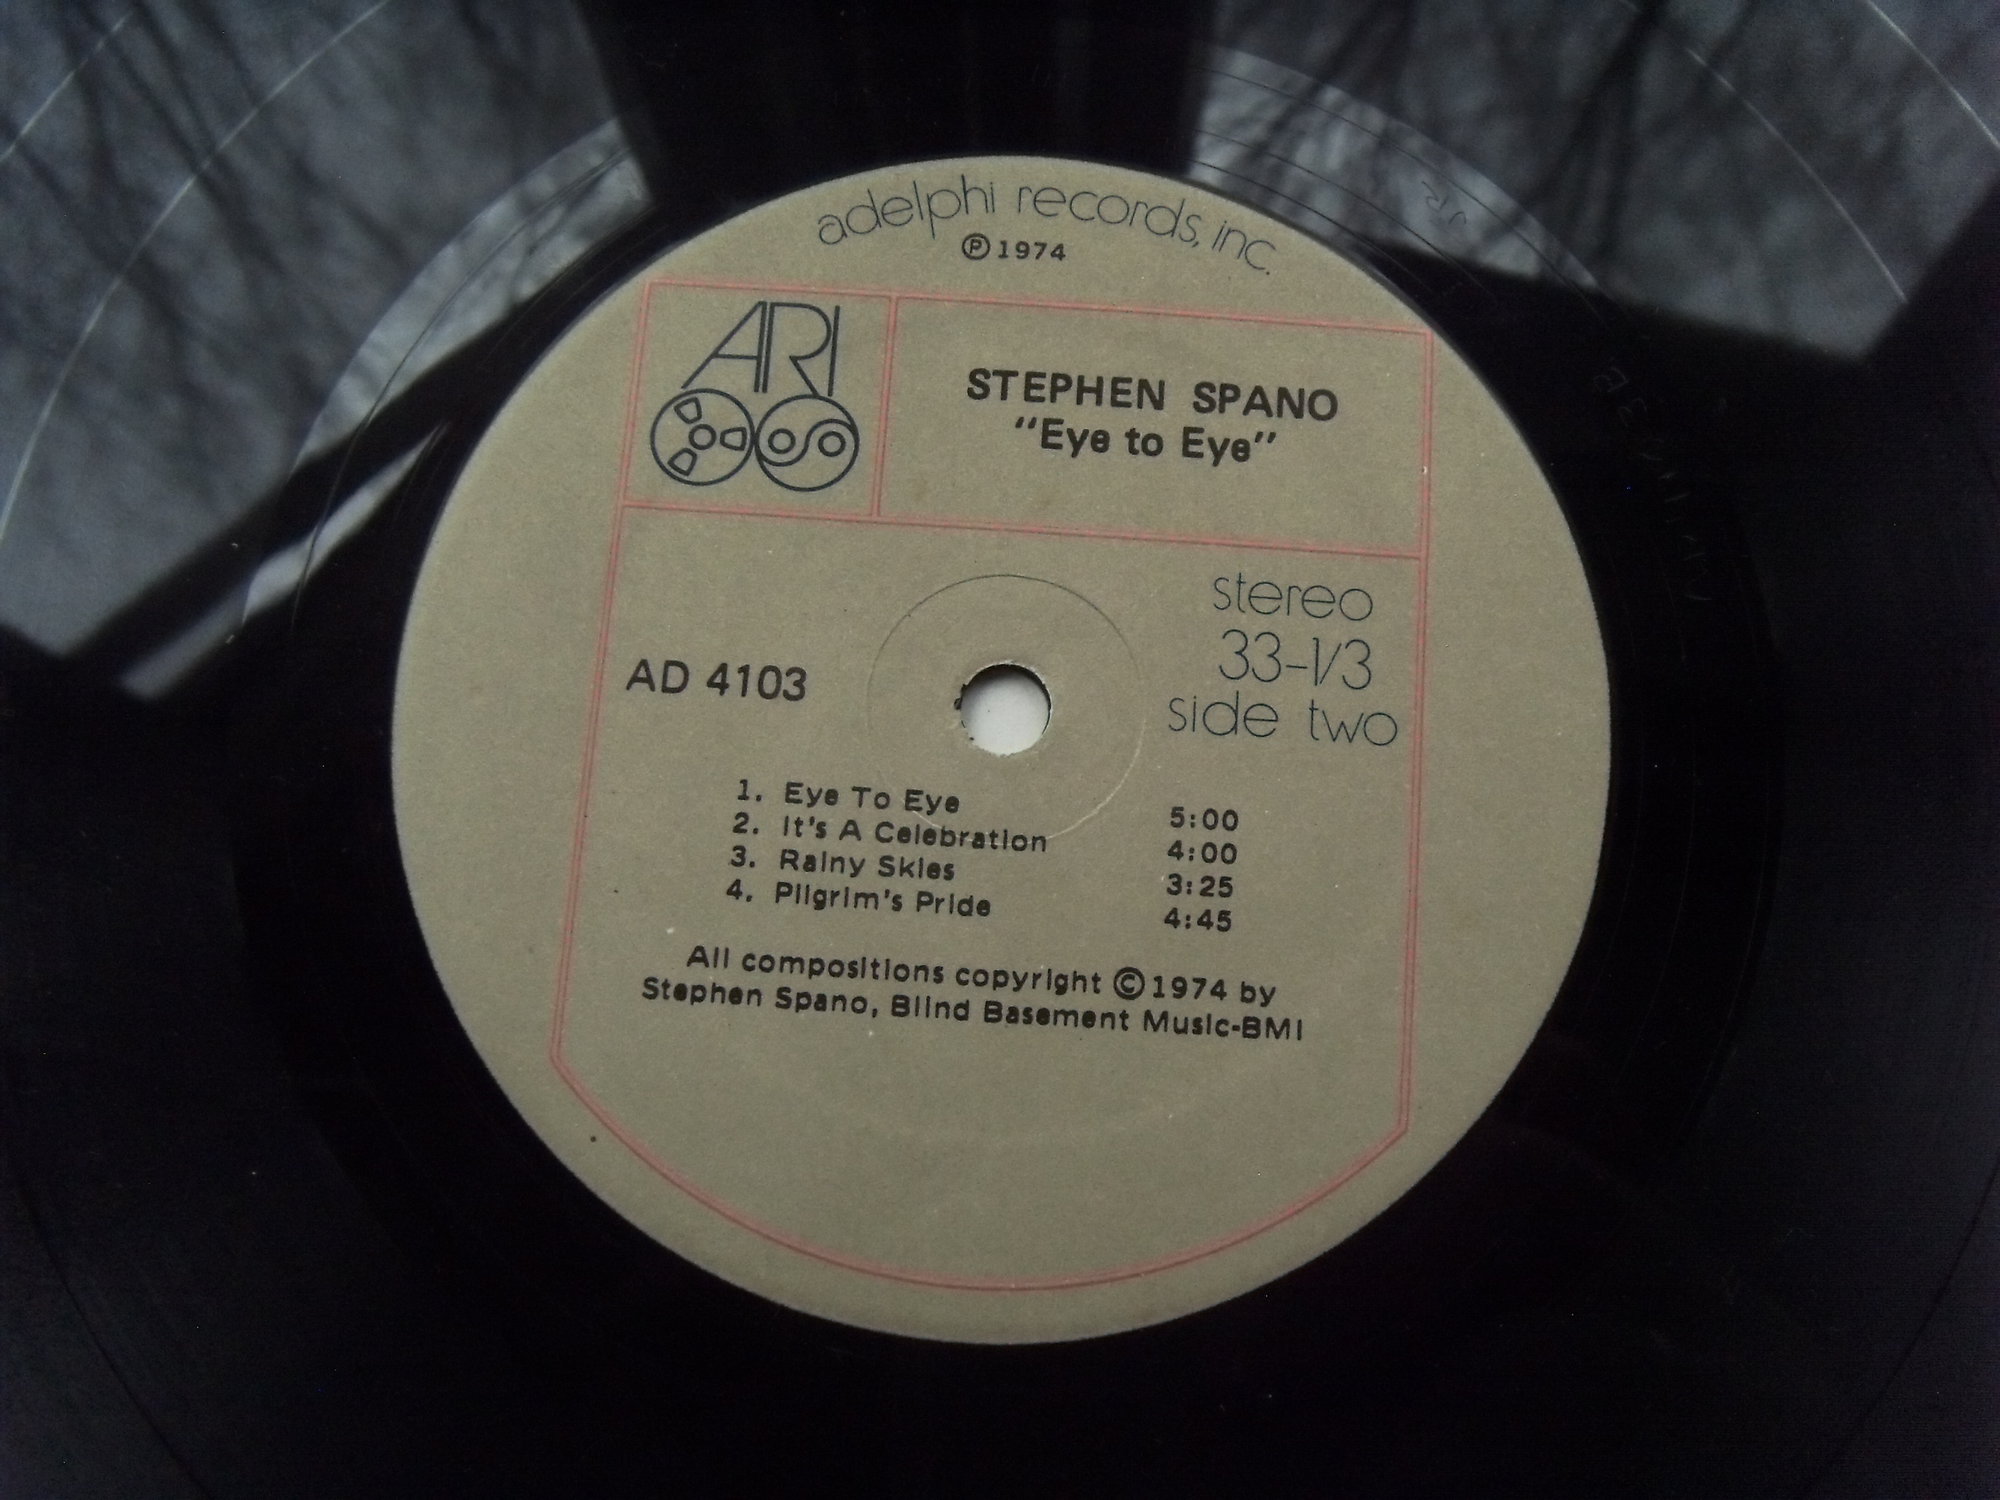 adelphi records, inc.
℗ 1974
ARI
STEPHEN SPANO
"Eye to Eye"
stereo
33-1/3
side two
AD 4103
1. Eye To Eye 5:00
2. It's A Celebration 4:00
3. Rainy Skies 3:25
4. Pilgrim's Pride 4:45
All compositions copyright © 1974 by
Stephen Spano, Blind Basement Music-BMI